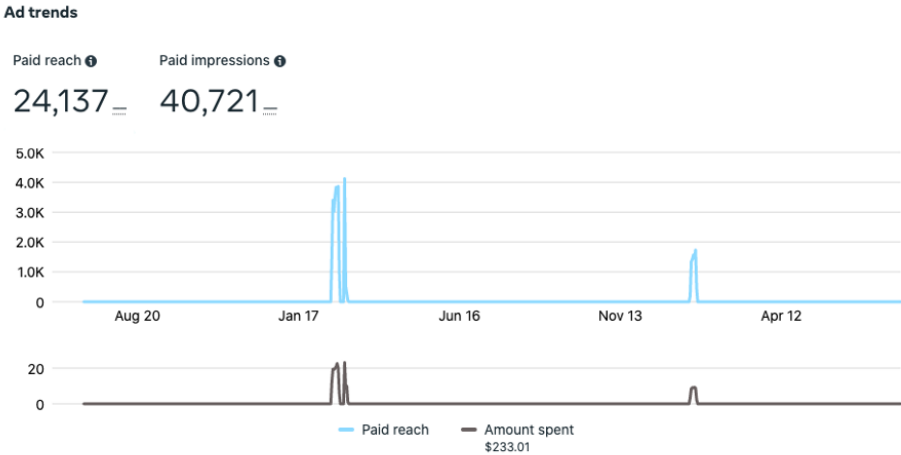 Ad trends
Paid reach Paid impressions
24,137 -- 40,721 --
5.0K
4.0K
3.0K
2.0K
1.0K
0
Aug 20 Jan 17 Jun 16 Nov 13 Apr 12
20
0
Paid reach Amount spent
$233.01